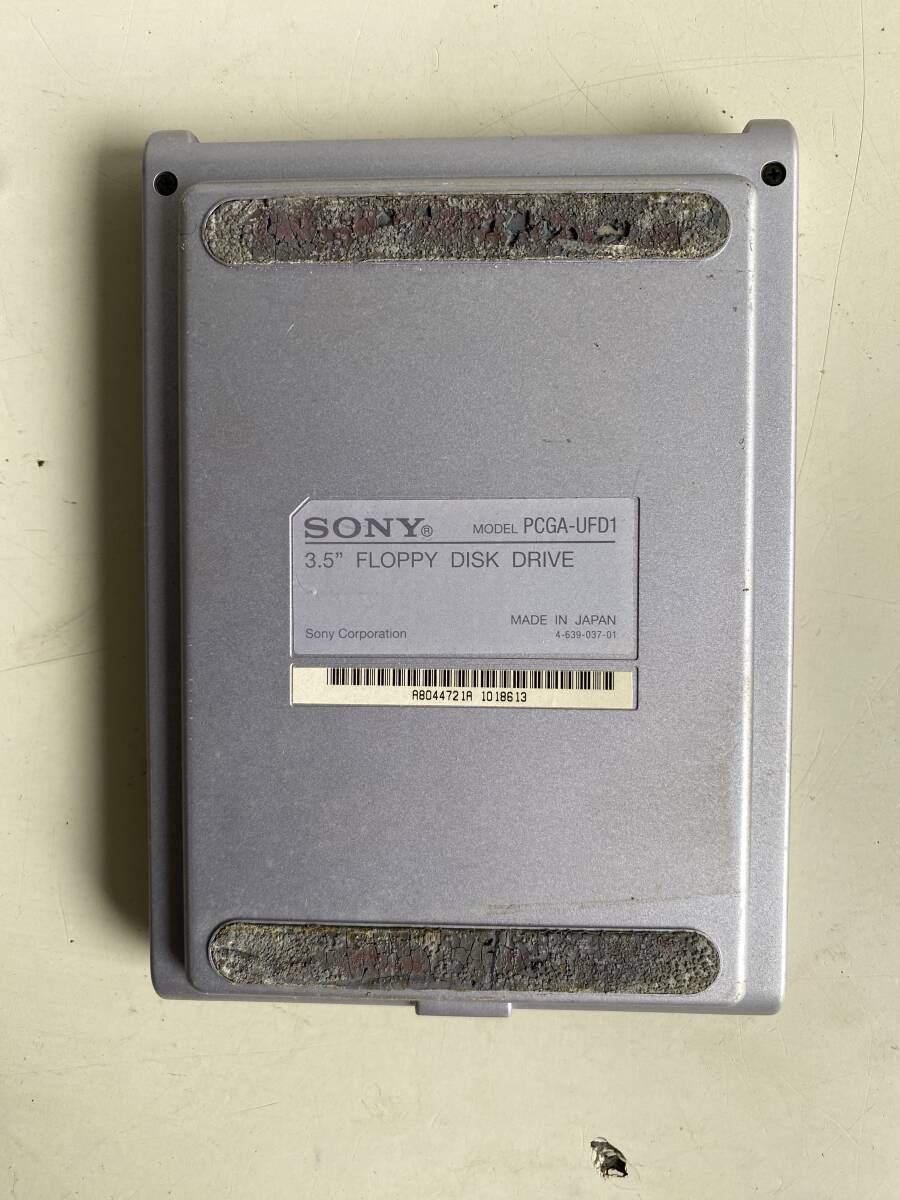 SONY® MODEL PCGA-UFD1
3.5” FLOPPY DISK DRIVE
MADE IN JAPAN
Sony Corporation 4-639-037-01
A8044721A 1018613